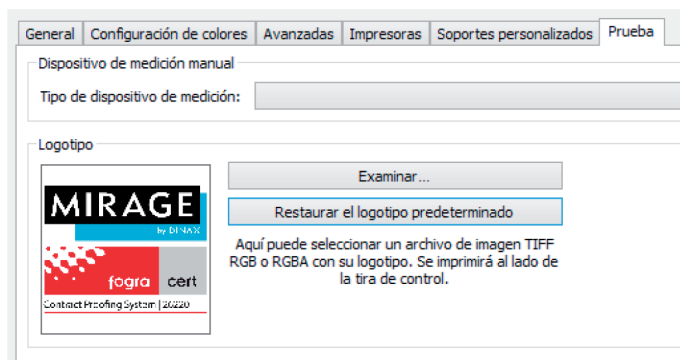 General Configuración de colores Avanzadas Impresoras Soportes personalizados Prueba
Dispositivo de medición manual
Tipo de dispositivo de medición:
Logotipo
MIRAGE
by DINAX
fogra cert
Contract Proofing System | 26220
Examinar...
Restaurar el logotipo predeterminado
Aquí puede seleccionar un archivo de imagen TIFF
RGB o RGBA con su logotipo. Se imprimirá al lado de
la tira de control.